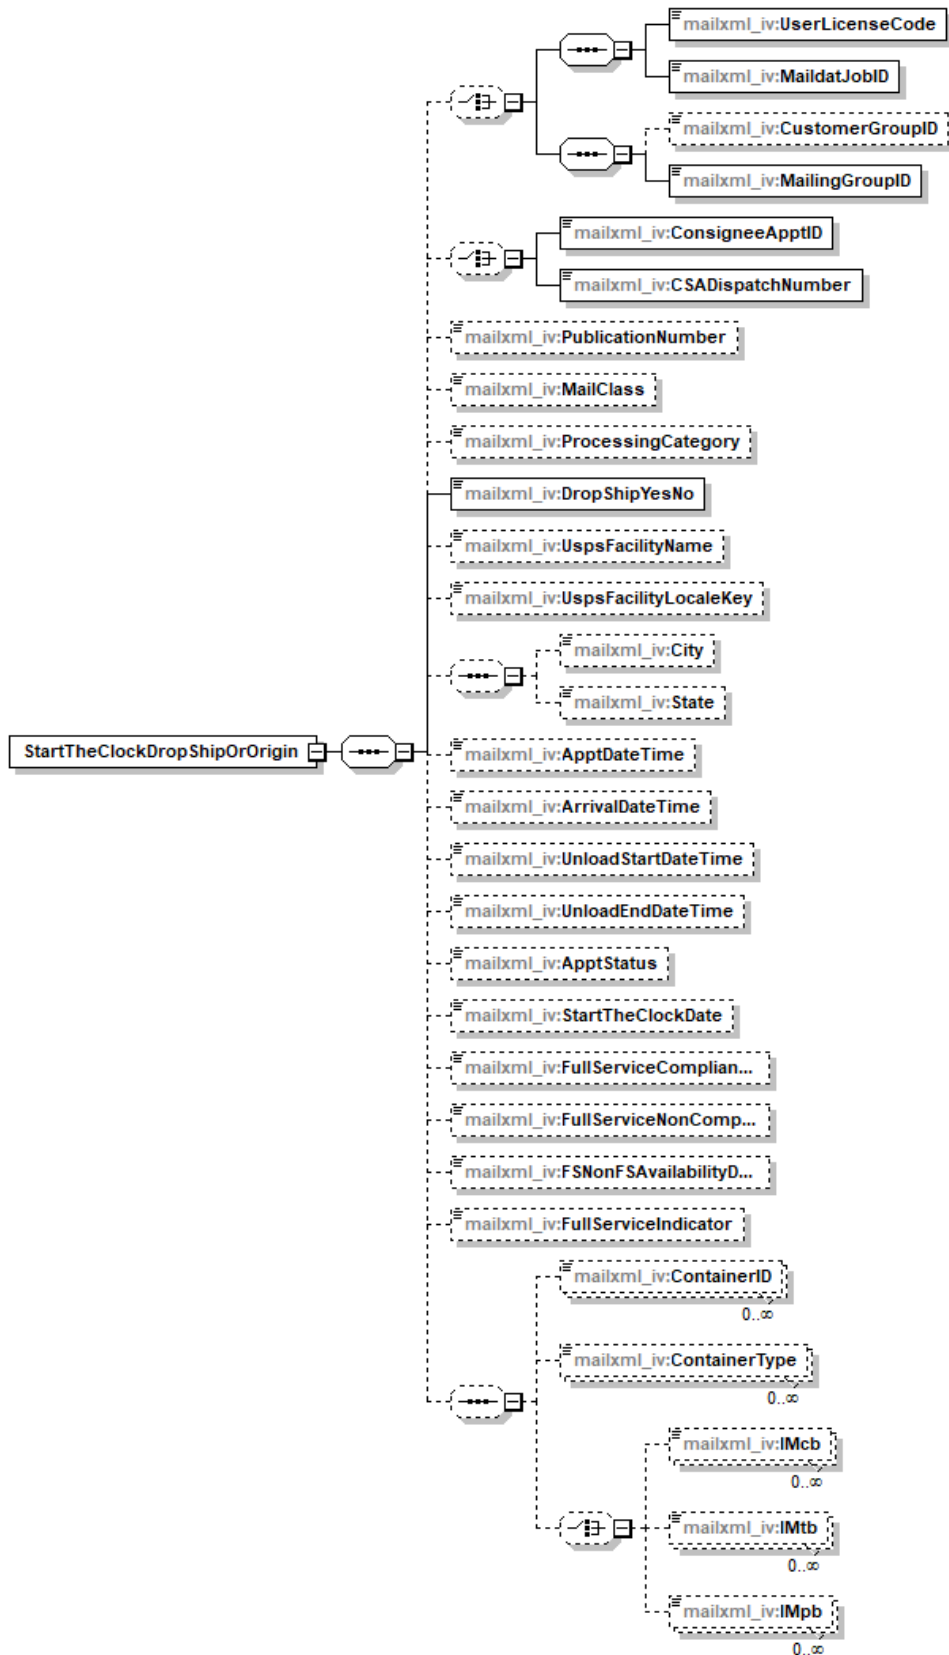 mailxml_iv:UserLicenseCode
mailxml_iv:MaildatJobID
mailxml_iv:CustomerGroupID
mailxml_iv:MailingGroupID
mailxml_iv:ConsigneeApptID
mailxml_iv:CSADispatchNumber
mailxml_iv:PublicationNumber
mailxml_iv:MailClass
mailxml_iv:ProcessingCategory
mailxml_iv:DropShipYesNo
mailxml_iv:UspsFacilityName
mailxml_iv:UspsFacilityLocaleKey
mailxml_iv:City
mailxml_iv:State
StartTheClockDropShipOrOrigin
mailxml_iv:ApptDateTime
mailxml_iv:ArrivalDateTime
mailxml_iv:UnloadStartDateTime
mailxml_iv:UnloadEndDateTime
mailxml_iv:ApptStatus
mailxml_iv:StartTheClockDate
mailxml_iv:FullServiceComplian...
mailxml_iv:FullServiceNonComp...
mailxml_iv:FSNonFSAvailabilityD...
mailxml_iv:FullServiceIndicator
mailxml_iv:ContainerID
0..∞
mailxml_iv:ContainerType
0..∞
mailxml_iv:IMcb
0..∞
mailxml_iv:IMtb
0..∞
mailxml_iv:IMpb
0..∞